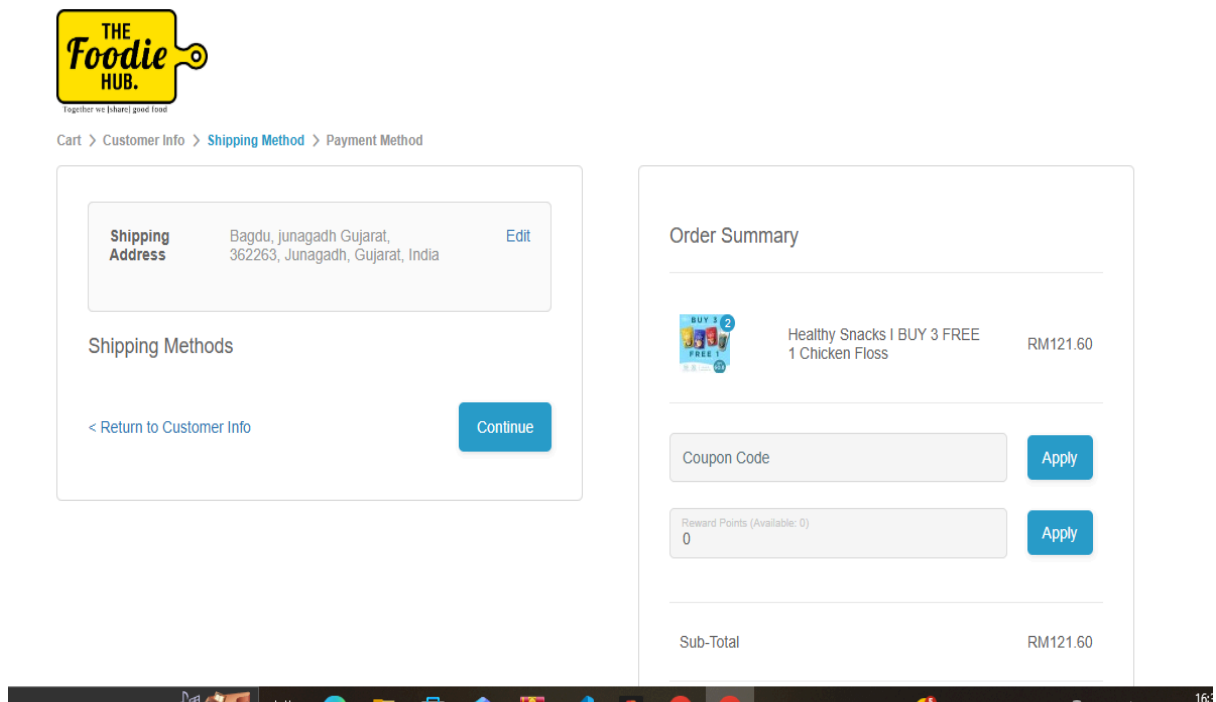 THE
Foodie
HUB.
Together we [share] good food
Cart > Customer Info > Shipping Method > Payment Method
Shipping Address
Bagdu, junagadh Gujarat,
362263, Junagadh, Gujarat, India
Edit
Shipping Methods
< Return to Customer Info
Continue
Order Summary
BUY 3
2
FREE 1
Healthy Snacks I BUY 3 FREE
1 Chicken Floss
RM121.60
Coupon Code
Apply
Reward Points (Available: 0)
0
Apply
Sub-Total
RM121.60